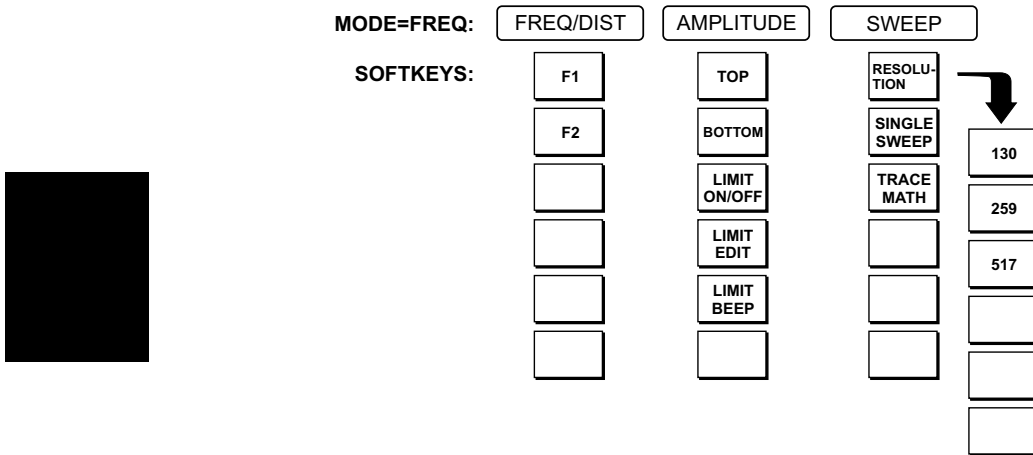 MODE=FREQ: FREQ/DIST AMPLITUDE SWEEP
SOFTKEYS:
F1
F2
TOP
BOTTOM
LIMIT
ON/OFF
LIMIT
EDIT
LIMIT
BEEP
RESOLU-
TION
SINGLE
SWEEP
TRACE
MATH
130
259
517